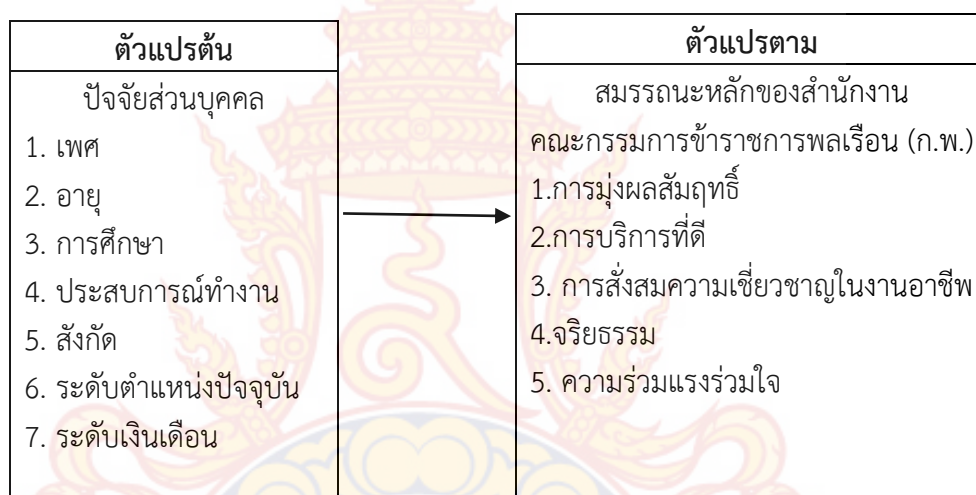 ตัวแปรต้น
ปัจจัยส่วนบุคคล
1. เพศ
2. อายุ
3. การศึกษา
4. ประสบการณ์ทำงาน
5. สังกัด
6. ระดับตำแหน่งปัจจุบัน
7. ระดับเงินเดือน
ตัวแปรตาม
สมรรถนะหลักของสำนักงาน
คณะกรรมการข้าราชการพลเรือน (ก.พ.)
1.การมุ่งผลสัมฤทธิ์
2.การบริการที่ดี
3. การสั่งสมความเชี่ยวชาญในงานอาชีพ
4.จริยธรรม
5. ความร่วมแรงร่วมใจ